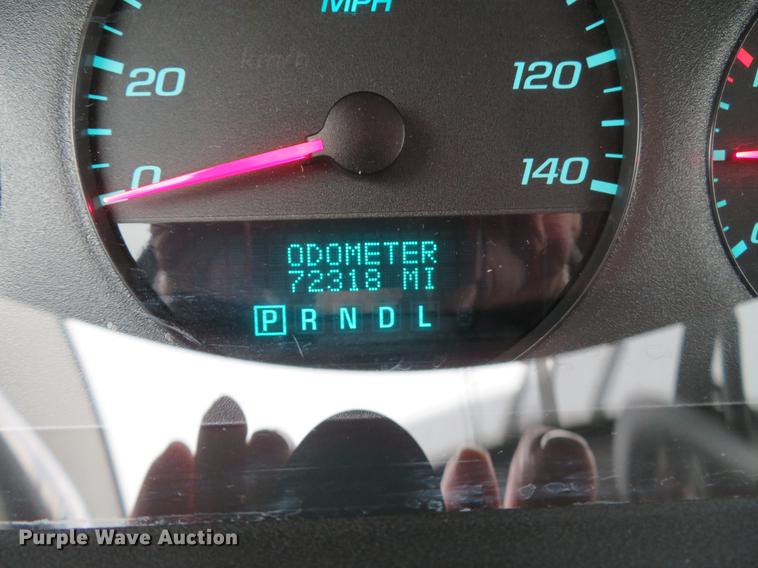 MPH
km/h
20
120
0
140
ODOMETER
72318 MI
P R N D L
Purple Wave Auction